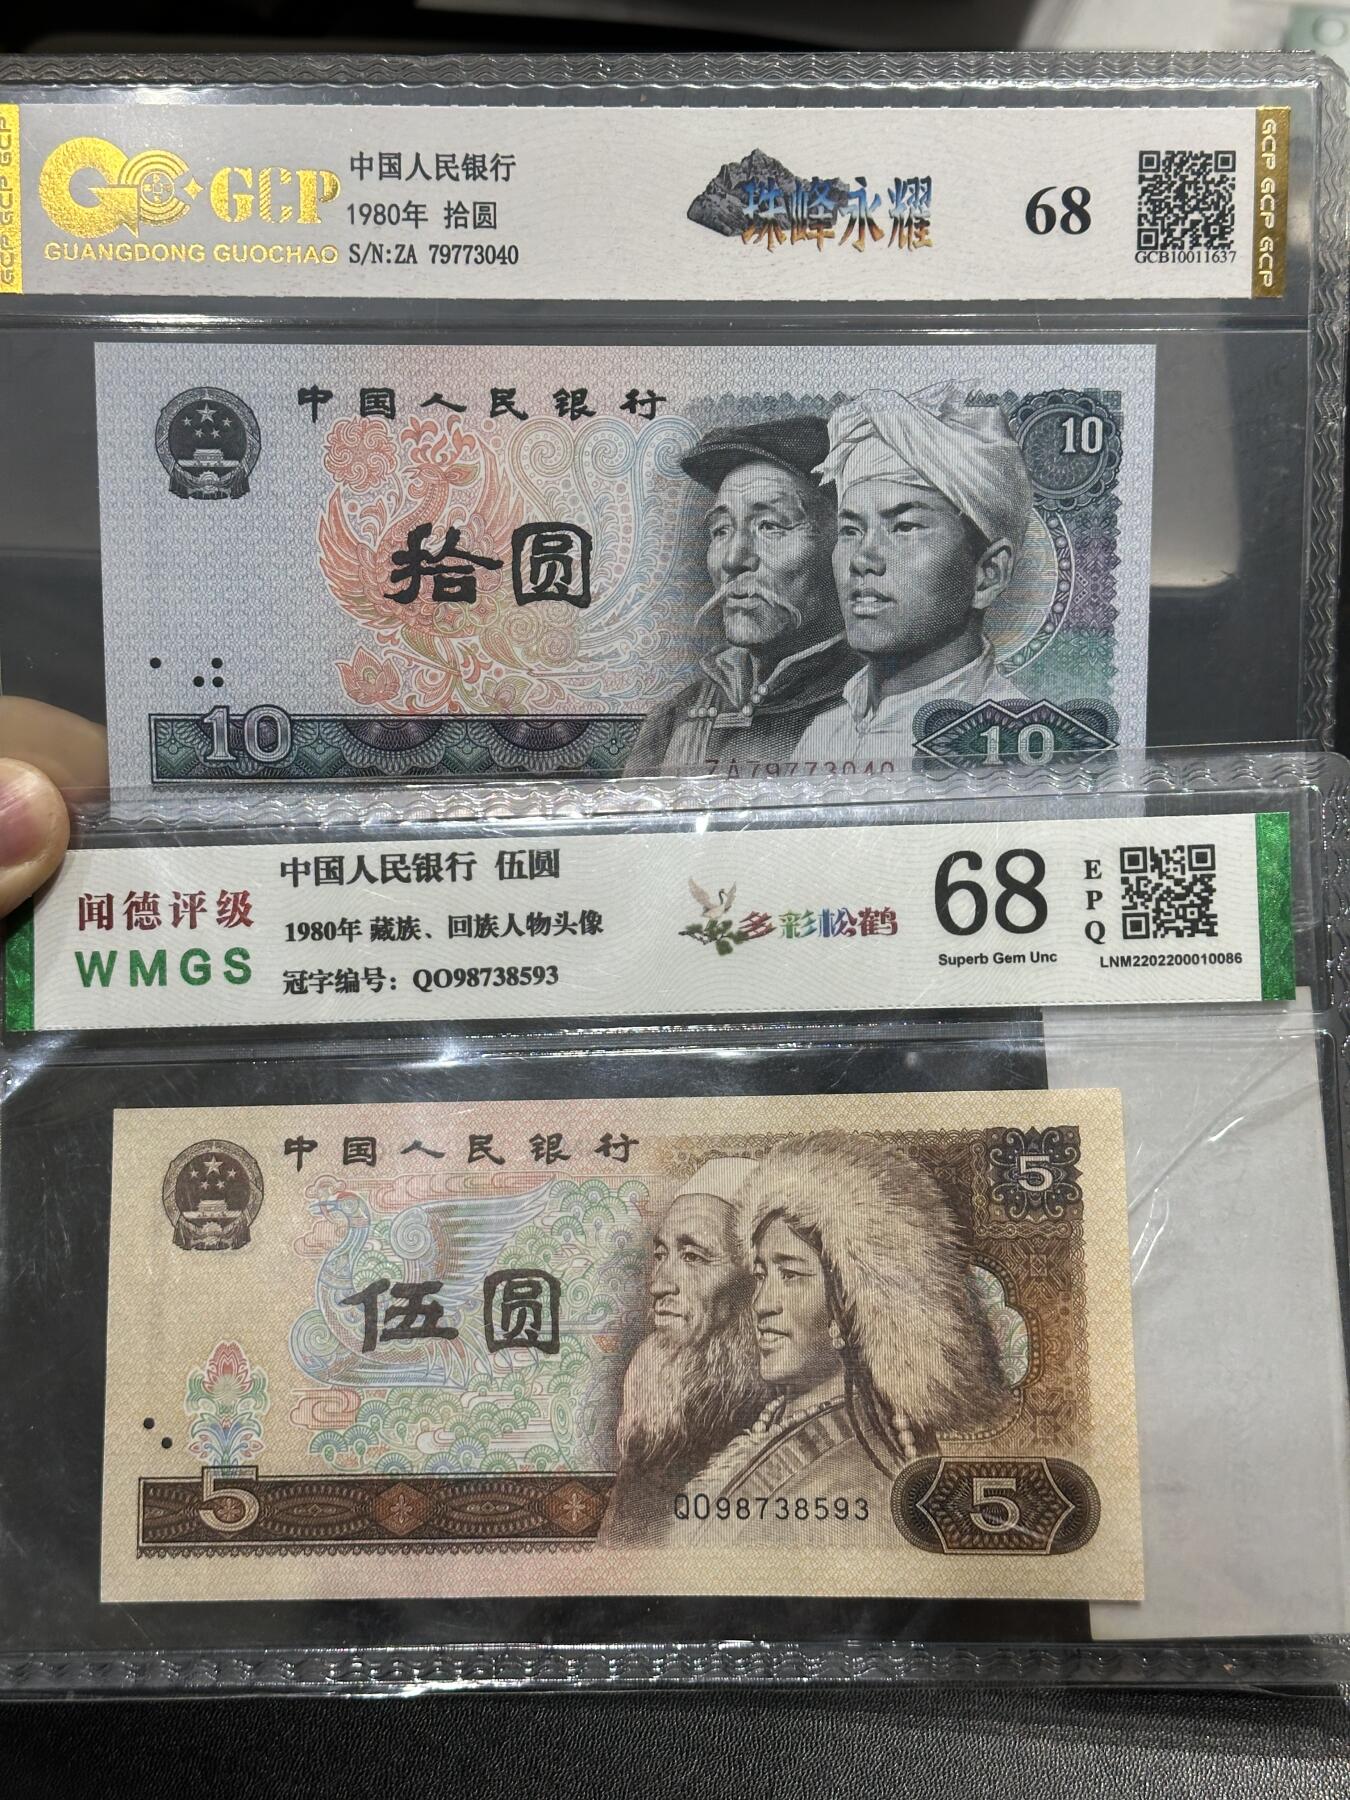 GCP GCP
GCP
中国人民银行
1980年 拾圆
S/N:ZA 79773040
GUANGDONG GUOCHAO
珠峰永耀
68
GCB10011637
GCP GCP GCP GCP
中国人民银行
10
拾圆
10
10
ZA79773040
闻德评级
WMGS
中国人民银行 伍圆
1980年 藏族、回族人物头像
冠字编号：QO98738593
多彩松鹤
68
Superb Gem Unc
EPQ
LNM2202200010086
中国人民银行
5
伍圆
5
QO98738593
5